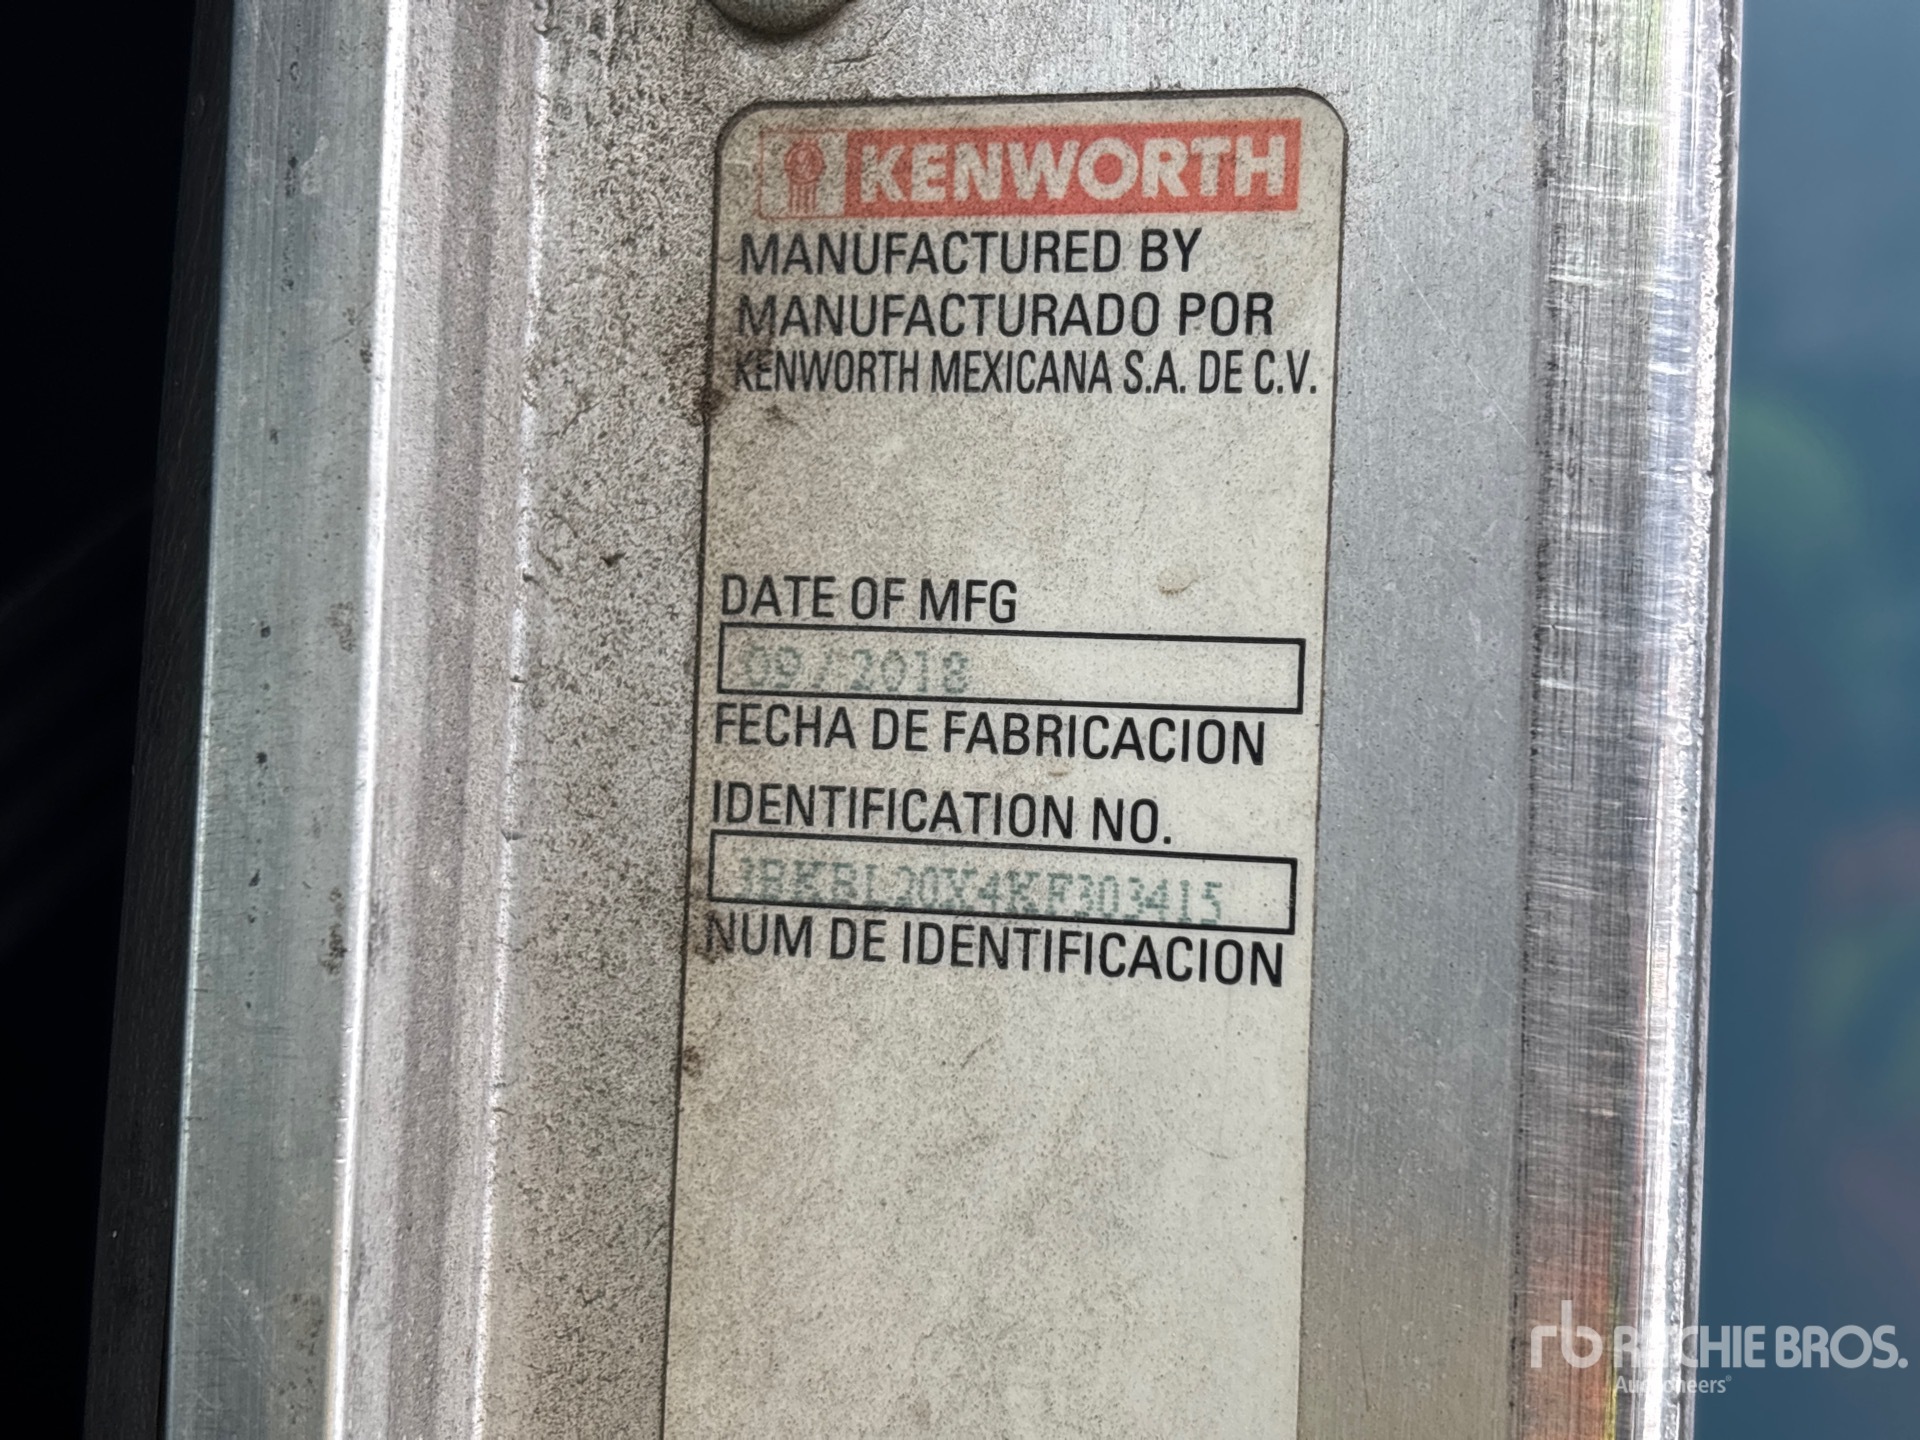 KENWORTH
MANUFACTURED BY
MANUFACTURADO POR
KENWORTH MEXICANA S.A. DE C.V.
DATE OF MFG
09/2018
FECHA DE FABRICACION
IDENTIFICATION NO.
3BKBL20X4KF303415
NUM DE IDENTIFICACION
rb RITCHIE BROS.
Auctioneers